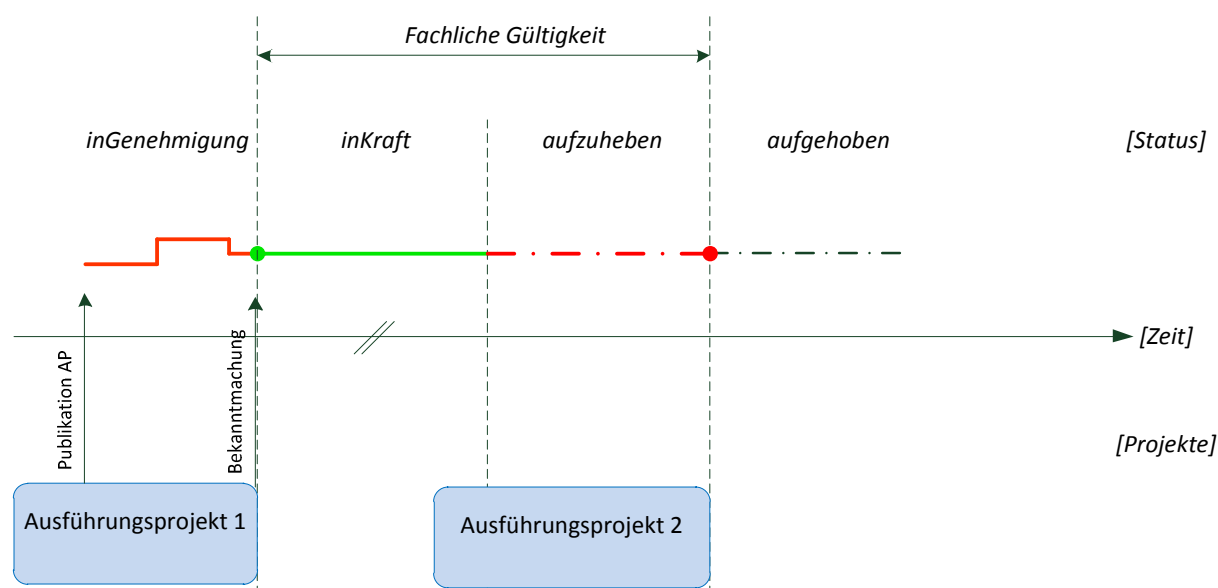 Fachliche Gültigkeit
inGenehmigung
inKraft
aufzuheben
aufgehoben
[Status]
[Zeit]
Publikation AP
Bekanntmachung
[Projekte]
Ausführungsprojekt 1
Ausführungsprojekt 2